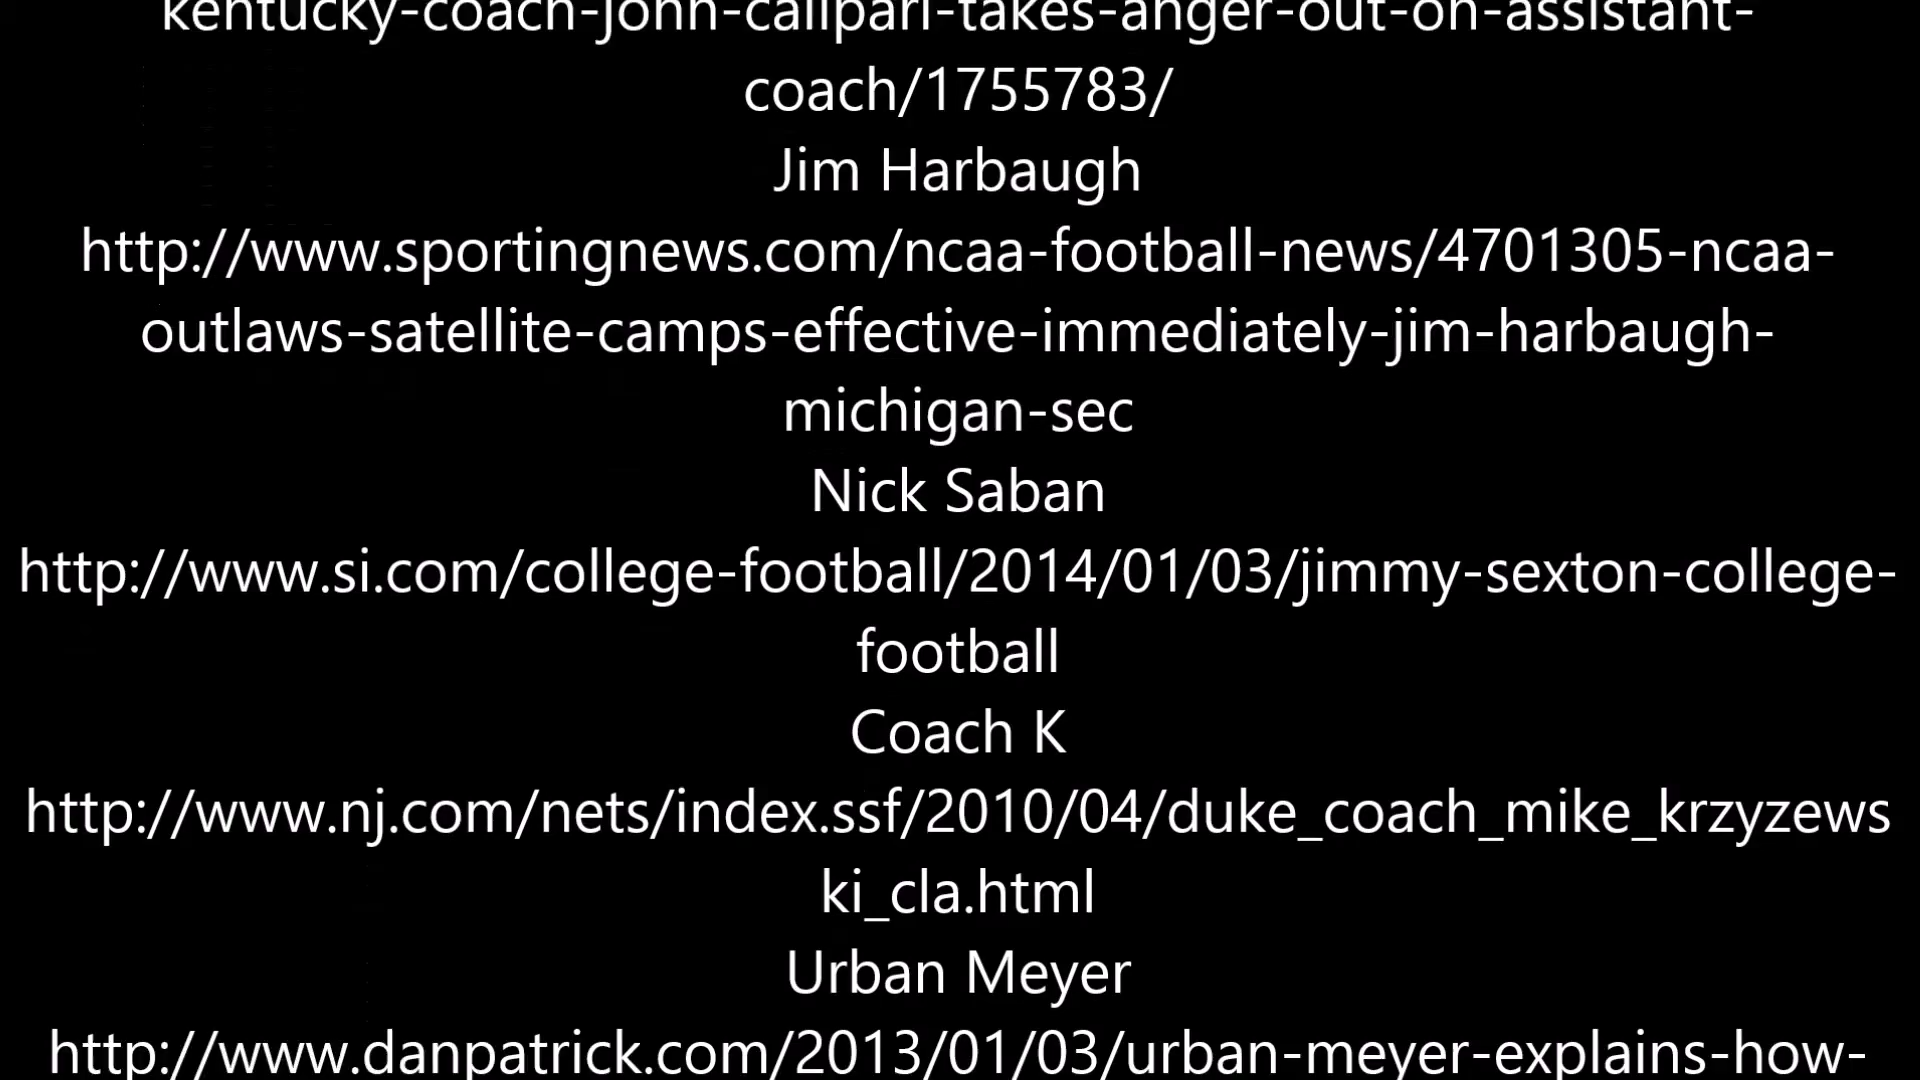 kentucky-coach-john-calipari-takes-anger-out-on-assistant-
coach/1755783/
Jim Harbaugh
http://www.sportingnews.com/ncaa-football-news/4701305-ncaa-
outlaws-satellite-camps-effective-immediately-jim-harbaugh-
michigan-sec
Nick Saban
http://www.si.com/college-football/2014/01/03/jimmy-sexton-college-
football
Coach K
http://www.nj.com/nets/index.ssf/2010/04/duke_coach_mike_krzyzews
ki_cla.html
Urban Meyer
http://www.danpatrick.com/2013/01/03/urban-meyer-explains-how-